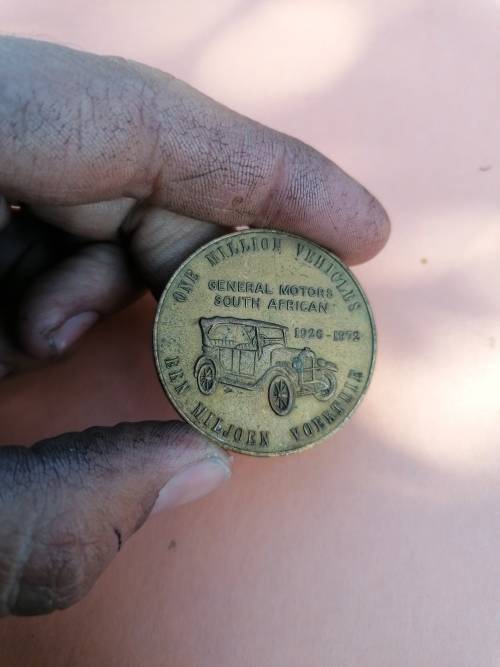 ONE MILLION VEHICLES
GENERAL MOTORS
SOUTH AFRICAN
1926-1972
EEN MILJOEN VOERTUIE